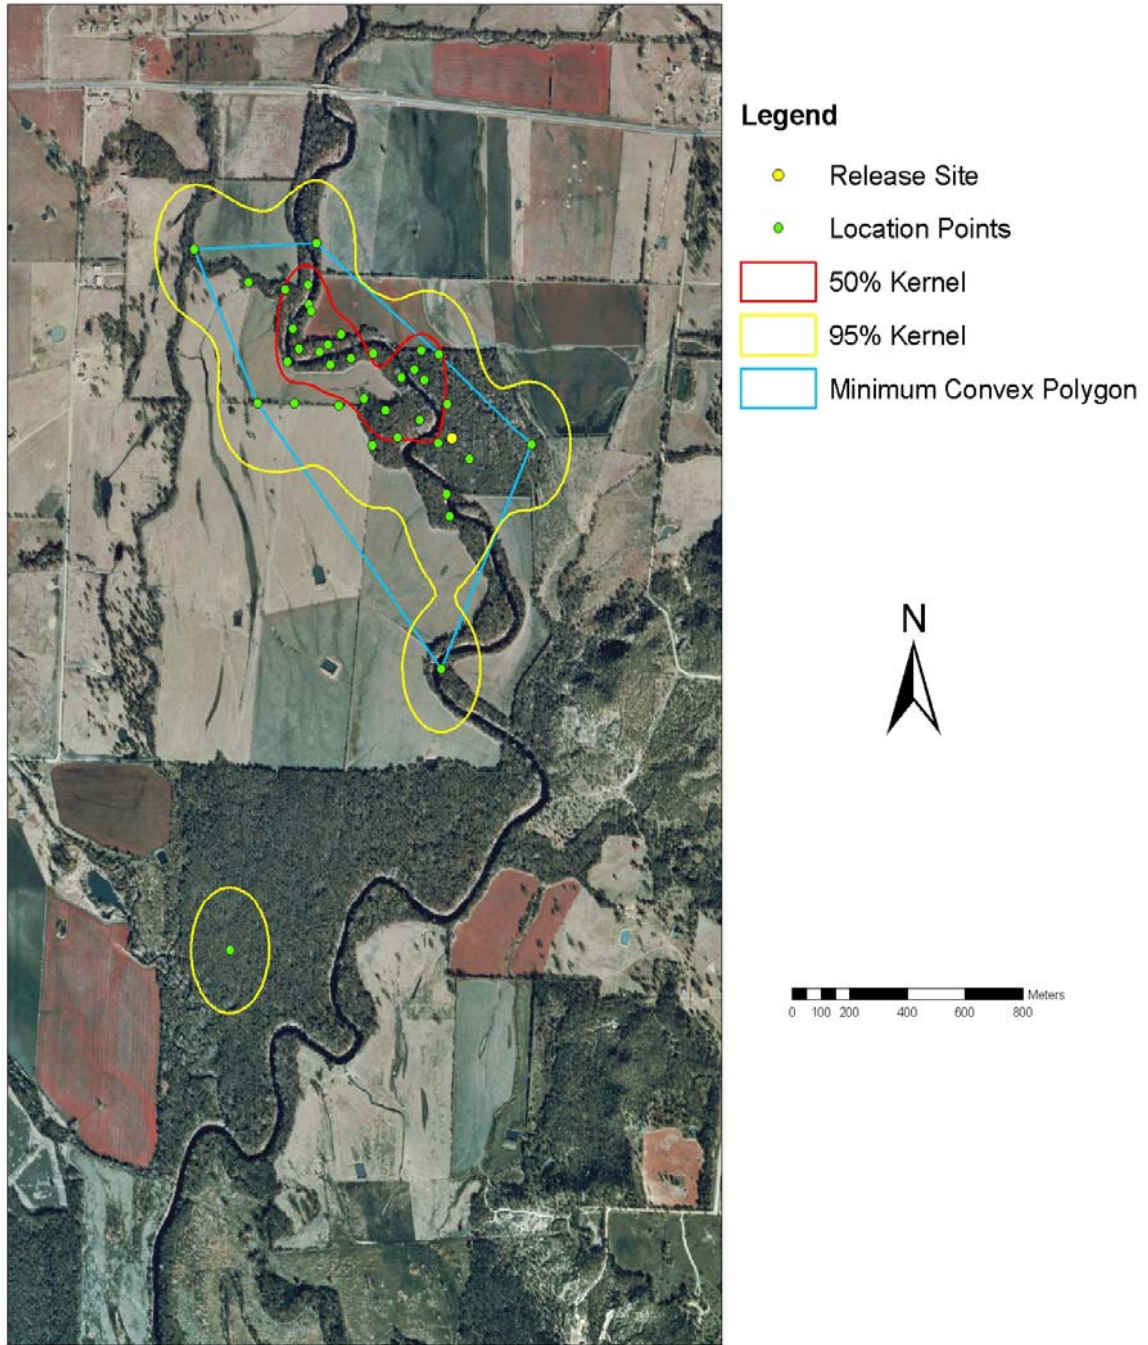 Legend
Release Site
Location Points
50% Kernel
95% Kernel
Minimum Convex Polygon
N
Meters
0 100 200 400 600 800